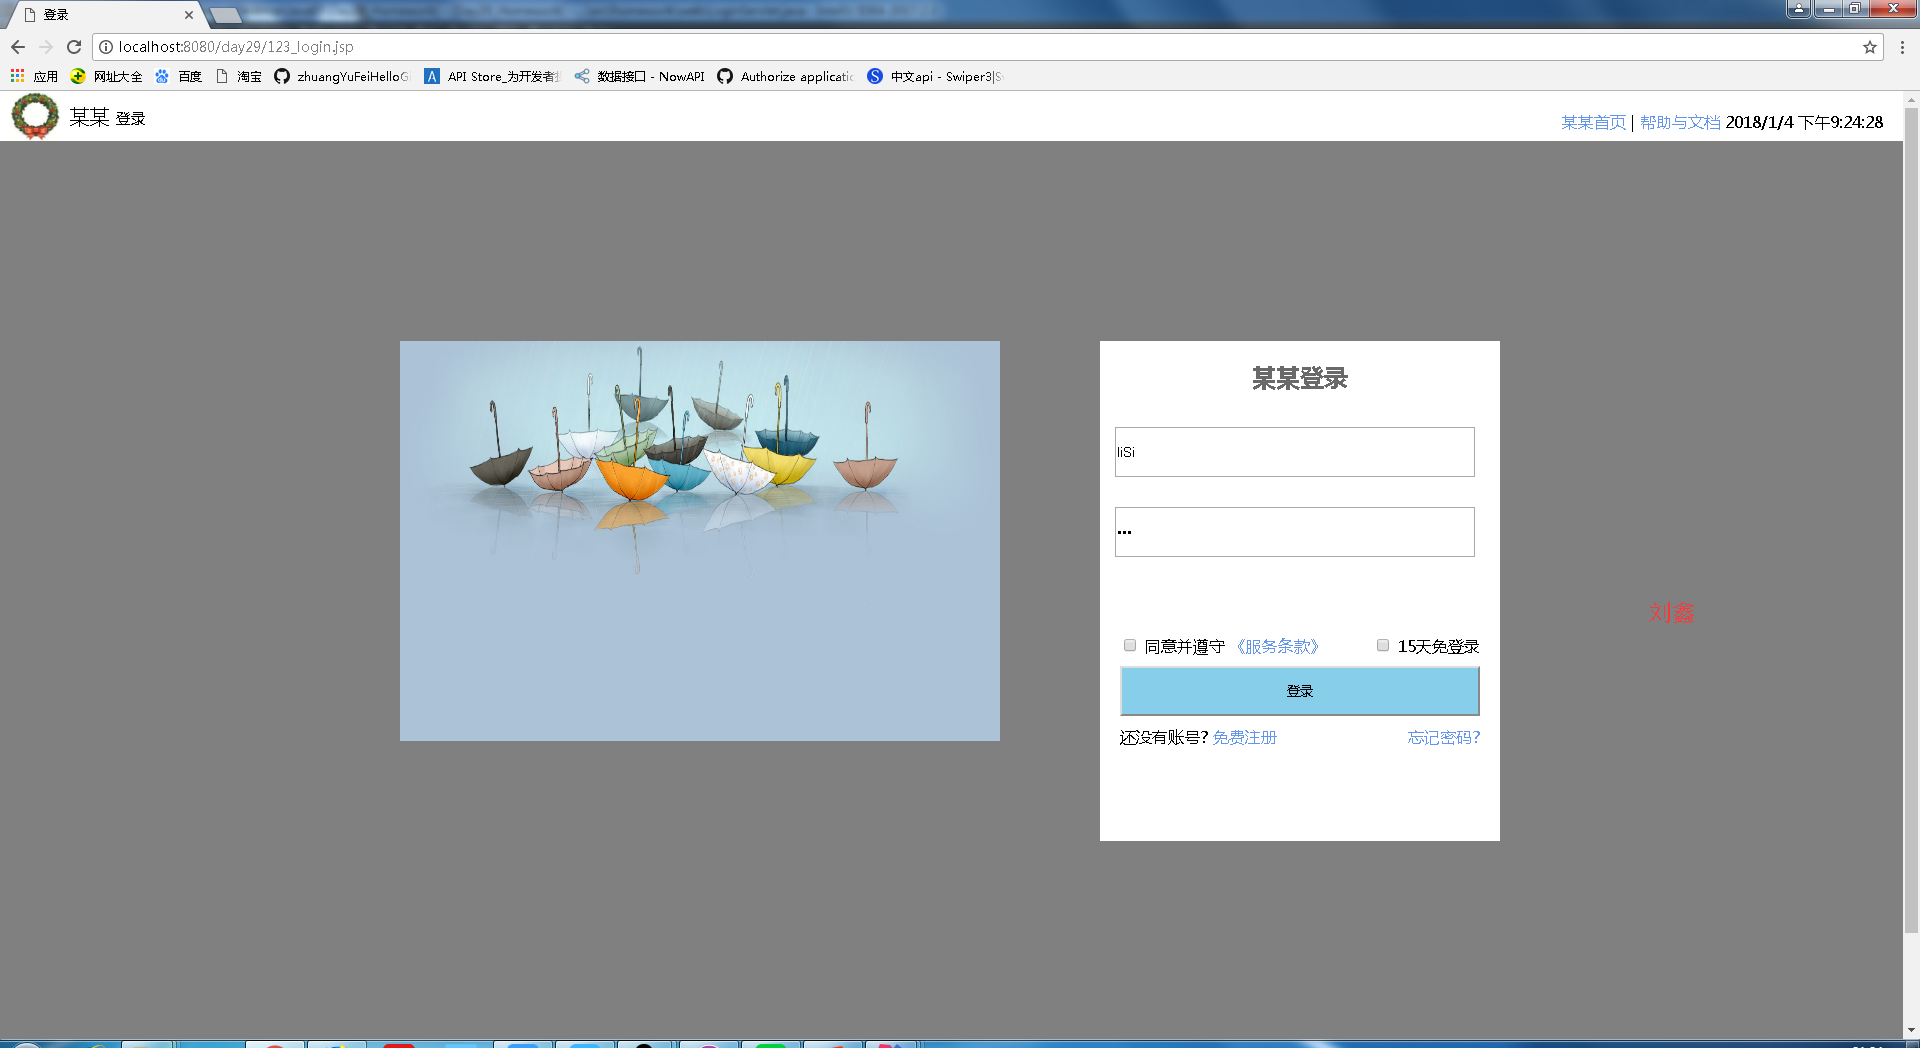 登录
localhost:8080/day29/123_login.jsp
应用 网址大全 百度 淘宝 zhuangYuFeiHelloG API Store_为开发者 数据接口 - NowAPI Authorize applicatic 中文api - Swiper3|S
某某 登录
某某首页 | 帮助与文档 2018/1/4 下午9:24:28
某某登录
liSi
•••
刘鑫
同意并遵守 《服务条款》 15天免登录
登录
还没有账号? 免费注册 忘记密码?